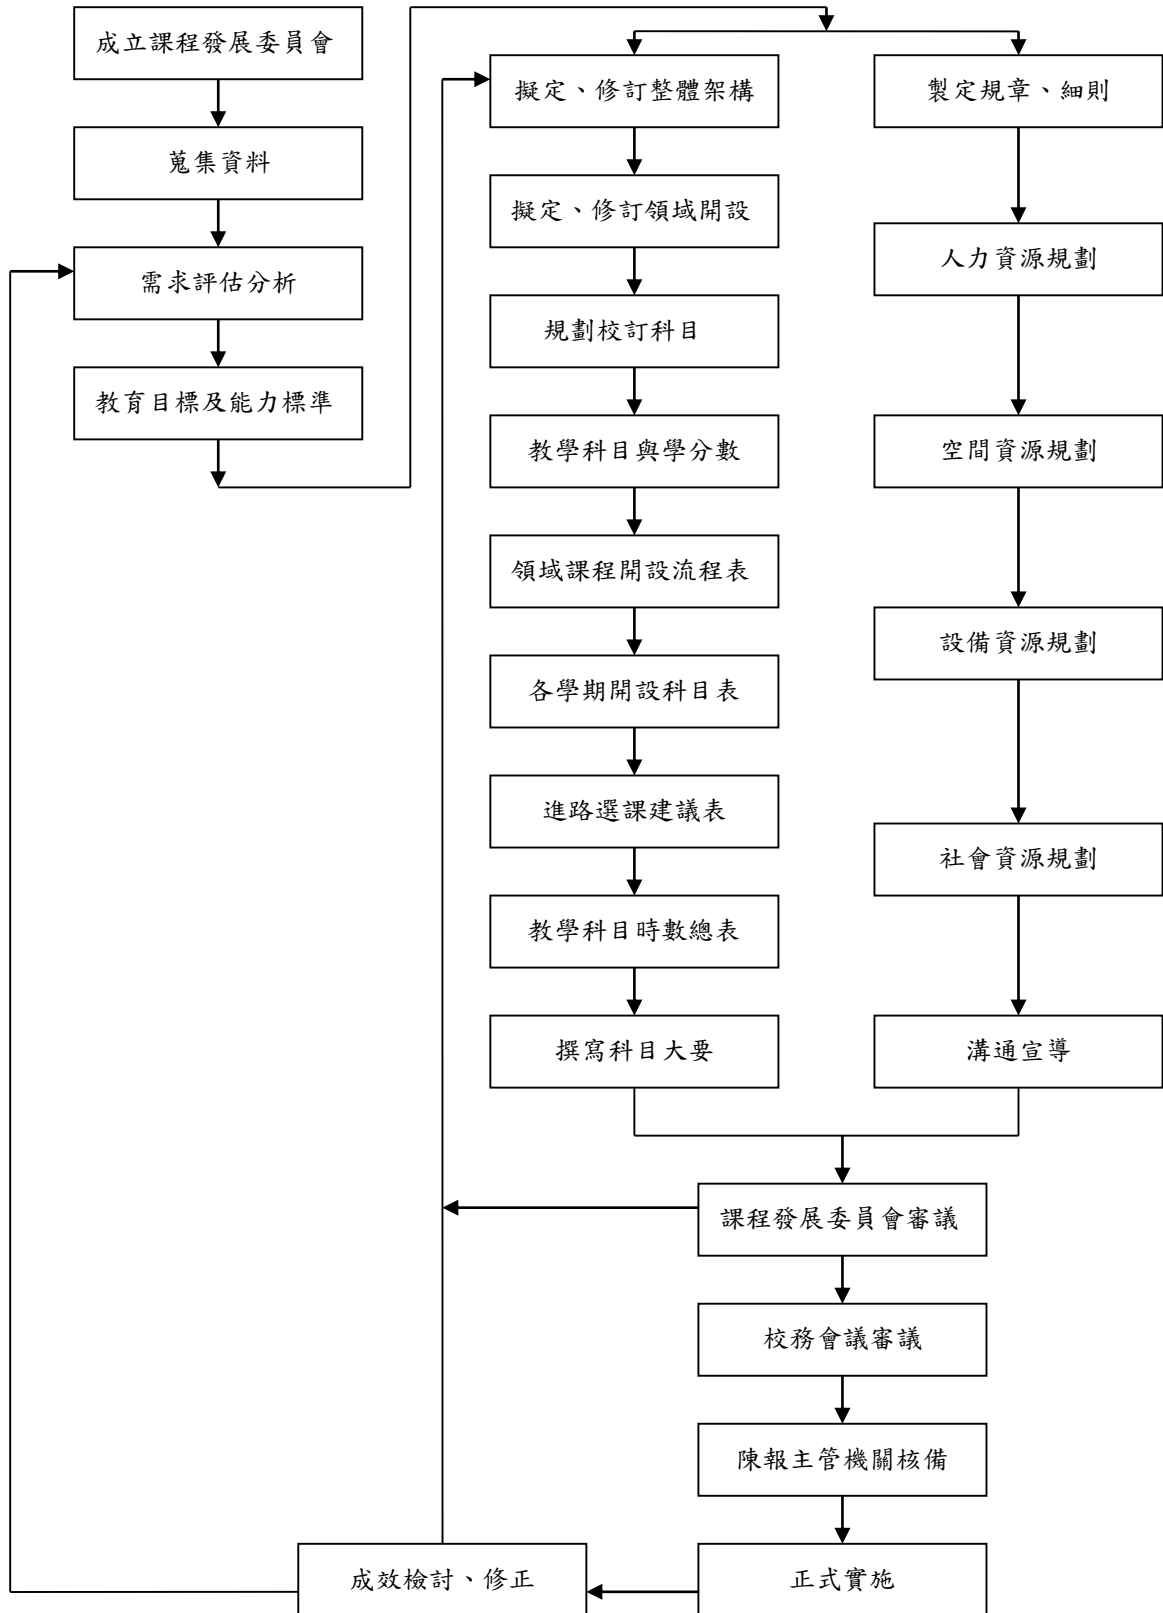 成立課程發展委員會
蒐集資料
需求評估分析
教育目標及能力標準
擬定、修訂整體架構
擬定、修訂領域開設
規劃校訂科目
教學科目與學分數
領域課程開設流程表
各學期開設科目表
進路選課建議表
教學科目時數總表
撰寫科目大要
製定規章、細則
人力資源規劃
空間資源規劃
設備資源規劃
社會資源規劃
溝通宣導
課程發展委員會審議
校務會議審議
陳報主管機關核備
正式實施
成效檢討、修正